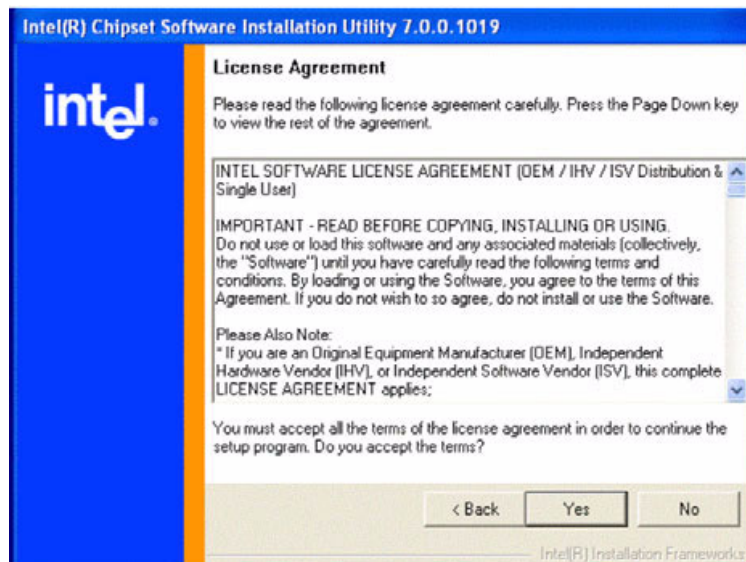 Intel(R) Chipset Software Installation Utility 7.0.0.1019
intel.
License Agreement
Please read the following license agreement carefully. Press the Page Down key
to view the rest of the agreement.
INTEL SOFTWARE LICENSE AGREEMENT (OEM / IHV / ISV Distribution &
Single User)
IMPORTANT - READ BEFORE COPYING, INSTALLING OR USING.
Do not use or load this software and any associated materials (collectively,
the "Software") until you have carefully read the following terms and
conditions. By loading or using the Software, you agree to the terms of this
Agreement. If you do not wish to so agree, do not install or use the Software.
Please Also Note:
* If you are an Original Equipment Manufacturer (OEM), Independent
Hardware Vendor (IHV), or Independent Software Vendor (ISV), this complete
LICENSE AGREEMENT applies;
You must accept all the terms of the license agreement in order to continue the
setup program. Do you accept the terms?
< Back Yes No
Intel(R) Installation Frameworks